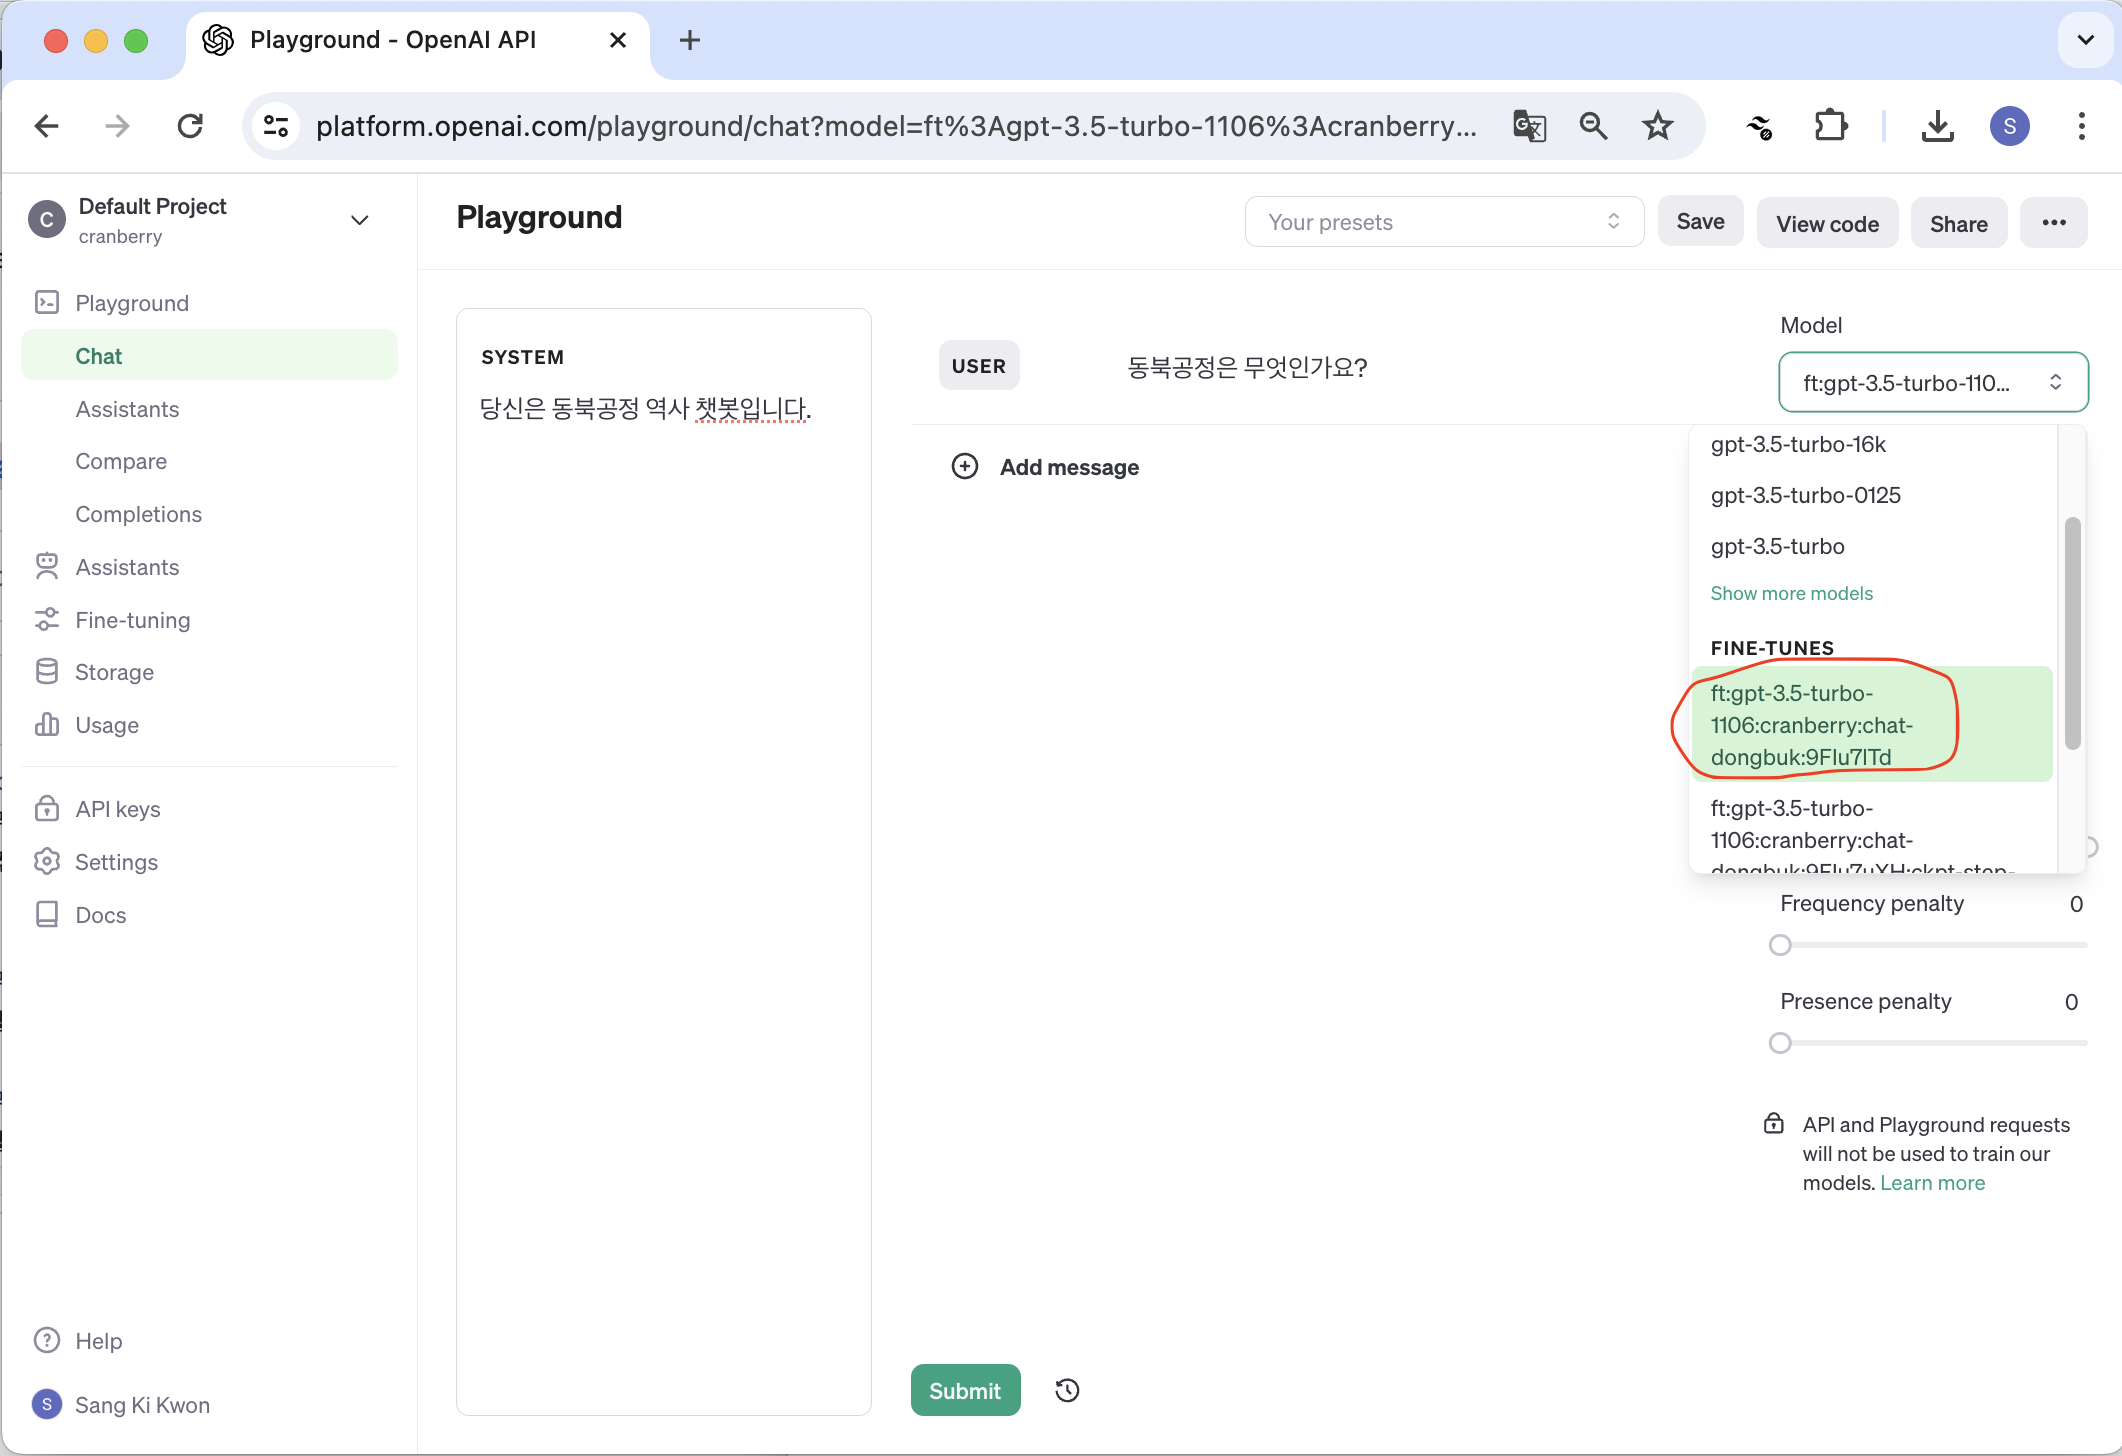 Playground - OpenAI API
platform.openai.com/playground/chat?model=ft%3Agpt-3.5-turbo-1106%3Acranberry...
S
C
Default Project
cranberry
Playground
Chat
Assistants
Compare
Completions
Assistants
Fine-tuning
Storage
Usage
API keys
Settings
Docs
Help
S
Sang Ki Kwon
Playground
Your presets
Save
View code
Share
SYSTEM
당신은 동북공정 역사 챗봇입니다.
USER
동북공정은 무엇인가요?
Add message
Submit
Model
ft:gpt-3.5-turbo-110...
gpt-3.5-turbo-16k
gpt-3.5-turbo-0125
gpt-3.5-turbo
Show more models
FINE-TUNES
ft:gpt-3.5-turbo-
1106:cranberry:chat-
dongbuk:9FIu7lTd
ft:gpt-3.5-turbo-
1106:cranberry:chat-
dongbuk:9FIu7uXH:ckpt-step-
Frequency penalty 0
Presence penalty 0
API and Playground requests
will not be used to train our
models. Learn more